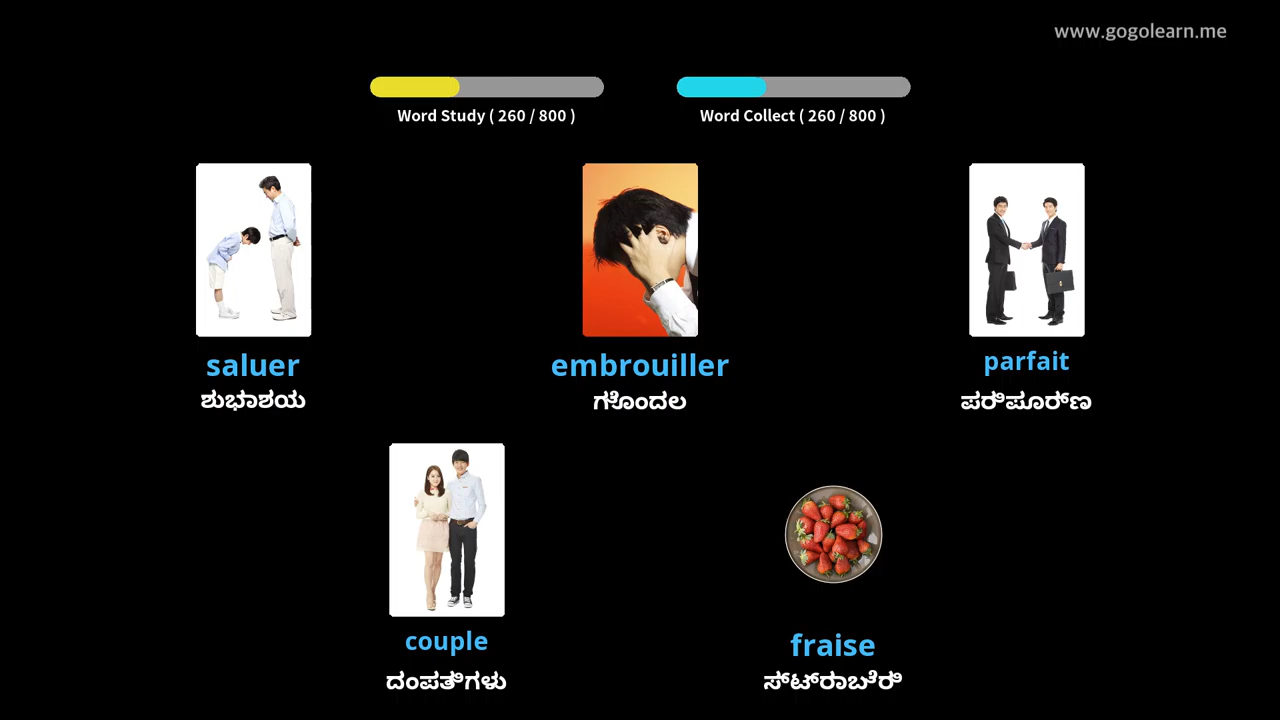 www.gogolearn.me
Word Study ( 260 / 800 )
Word Collect ( 260 / 800 )
saluer
ಶುಭಾಶಯ
embrouiller
ಗೊಂದಲ
parfait
ಪರಿಪೂರ್ಣ
couple
ದಂಪತಿಗಳು
fraise
ಸ್ಟ್ರಾಬೆರಿ